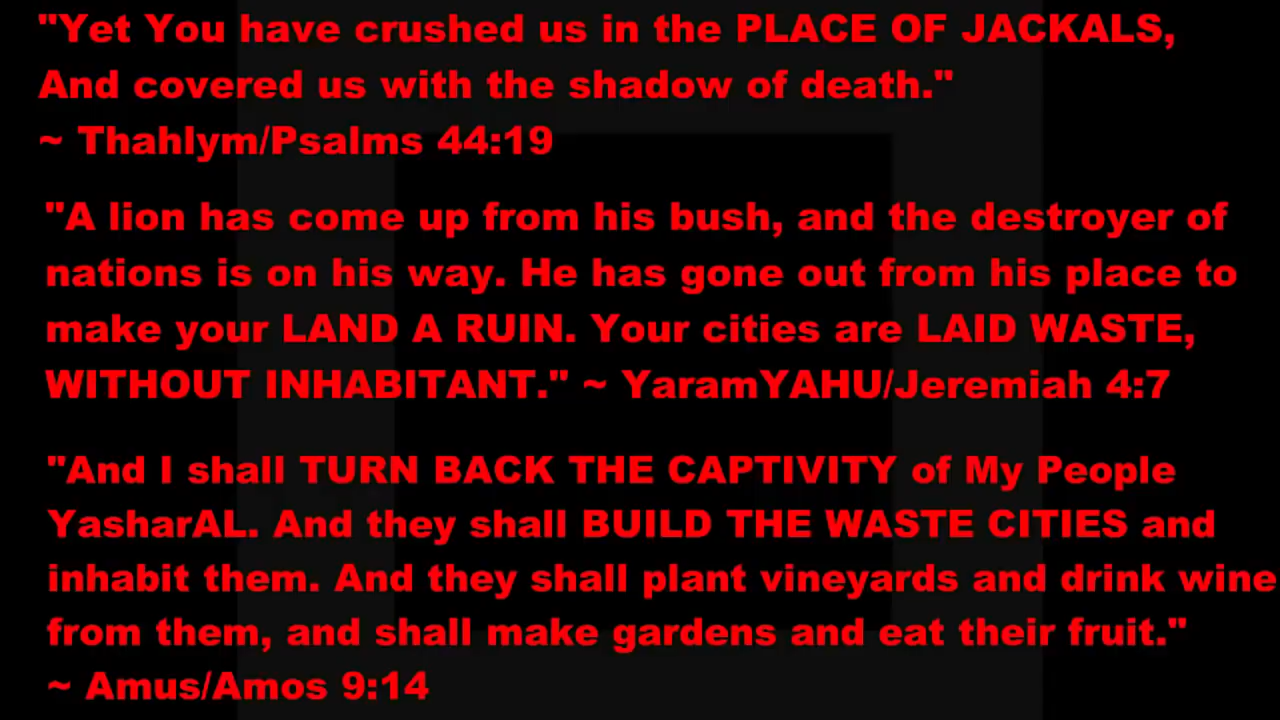 "Yet You have crushed us in the PLACE OF JACKALS,
And covered us with the shadow of death."
~ Thahlym/Psalms 44:19
"A lion has come up from his bush, and the destroyer of
nations is on his way. He has gone out from his place to
make your LAND A RUIN. Your cities are LAID WASTE,
WITHOUT INHABITANT." ~ YaramYAHU/Jeremiah 4:7
"And I shall TURN BACK THE CAPTIVITY of My People
YasharAL. And they shall BUILD THE WASTE CITIES and
inhabit them. And they shall plant vineyards and drink wine
from them, and shall make gardens and eat their fruit."
~ Amus/Amos 9:14